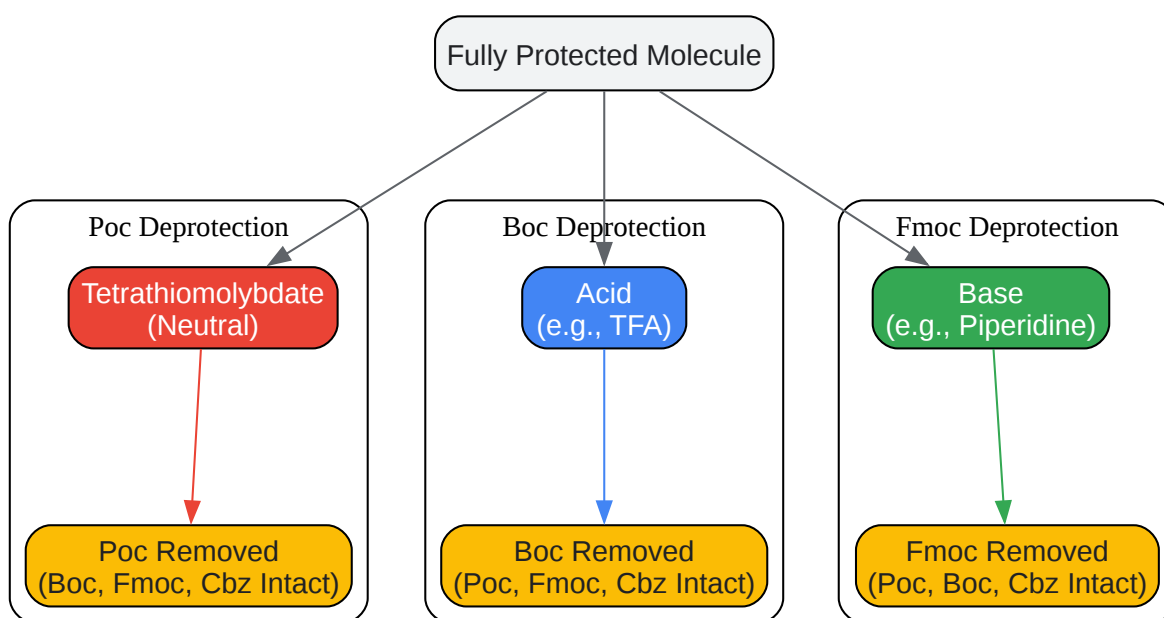 Fully Protected Molecule
Poc Deprotection
Tetrathiomolybdate
(Neutral)
Poc Removed
(Boc, Fmoc, Cbz Intact)
Boc Deprotection
Acid
(e.g., TFA)
Boc Removed
(Poc, Fmoc, Cbz Intact)
Fmoc Deprotection
Base
(e.g., Piperidine)
Fmoc Removed
(Poc, Boc, Cbz Intact)